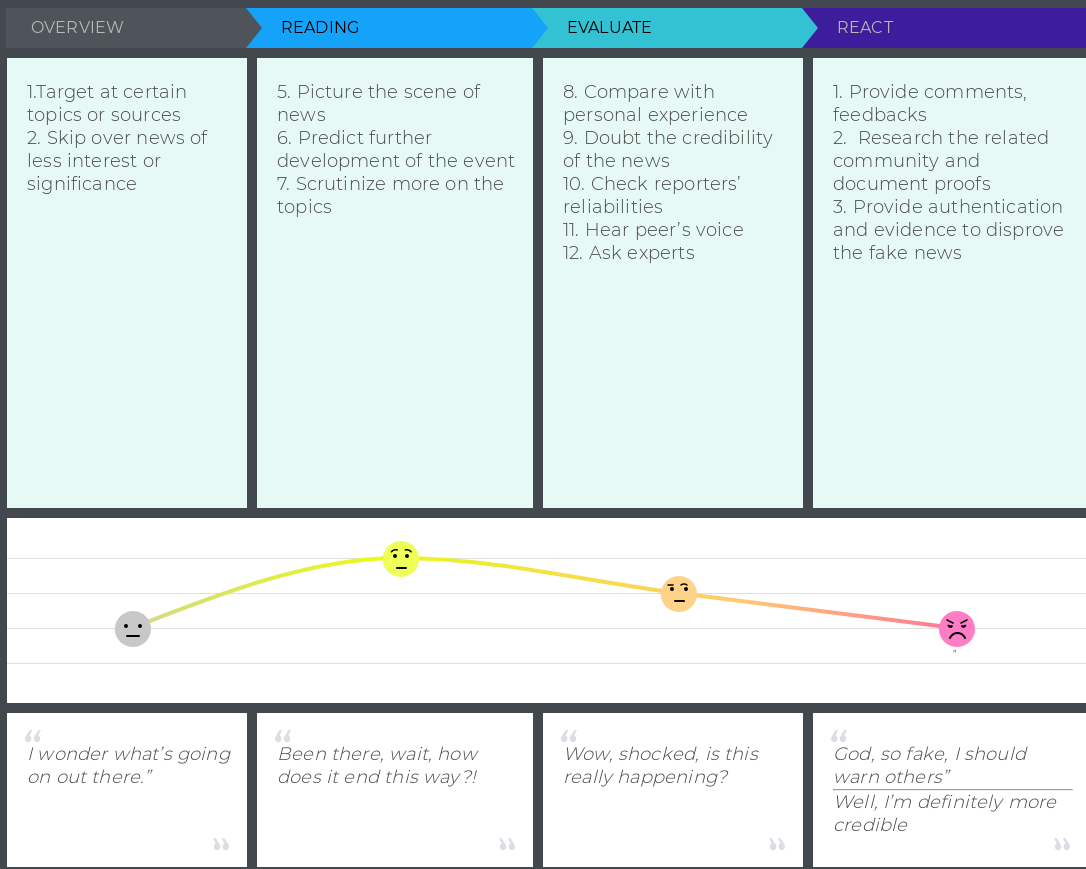 OVERVIEW
READING
EVALUATE
REACT
1.Target at certain
topics or sources
2. Skip over news of
less interest or
significance
5. Picture the scene of
news
6. Predict further
development of the event
7. Scrutinize more on the
topics
8. Compare with
personal experience
9. Doubt the credibility
of the news
10. Check reporters’
reliabilities
11. Hear peer’s voice
12. Ask experts
1. Provide comments,
feedbacks
2.  Research the related
community and
document proofs
3. Provide authentication
and evidence to disprove
the fake news
“
I wonder what’s going
on out there.”
”
“
Been there, wait, how
does it end this way?!
”
“
Wow, shocked, is this
really happening?
”
“
God, so fake, I should
warn others”
Well, I’m definitely more
credible
”